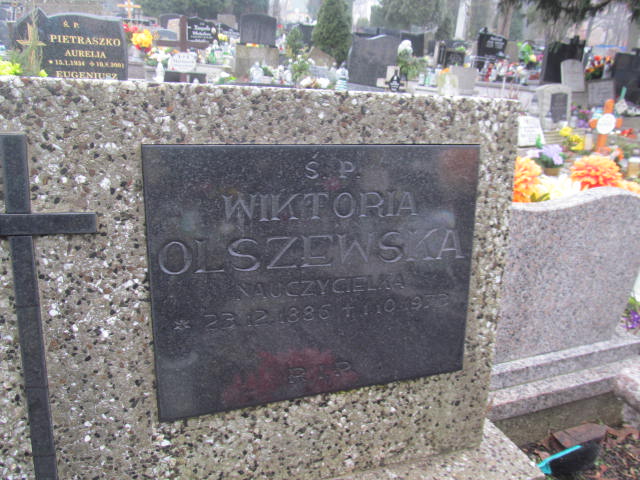 PIETRASZKO
AURELIA
EUGENIUSZ
Ś. P.
WIKTORIA
OLSZEWSKA
NAUCZYCIELKA
* 23.12.1886 + 1.10.1973
R.I.P.